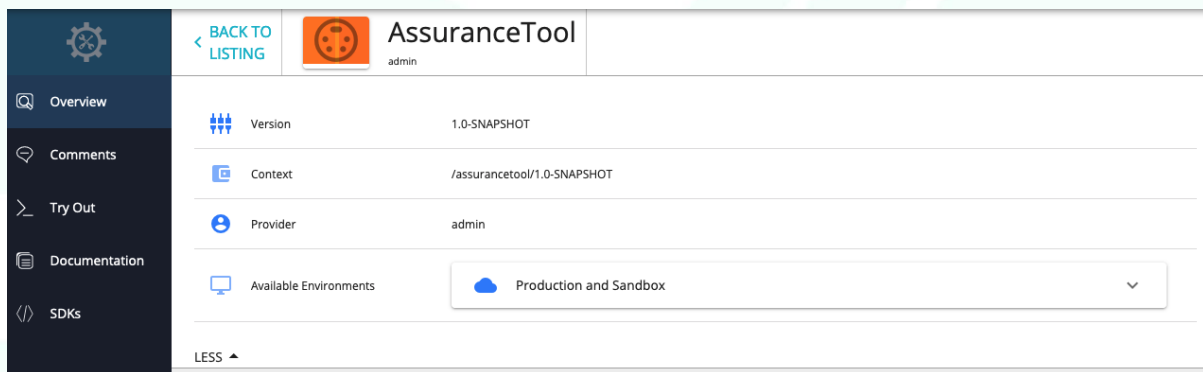 BACK TO
LISTING
AssuranceTool
admin
Overview
Comments
Try Out
Documentation
SDKs
Version 1.0-SNAPSHOT
Context /assurancetool/1.0-SNAPSHOT
Provider admin
Available Environments Production and Sandbox
LESS